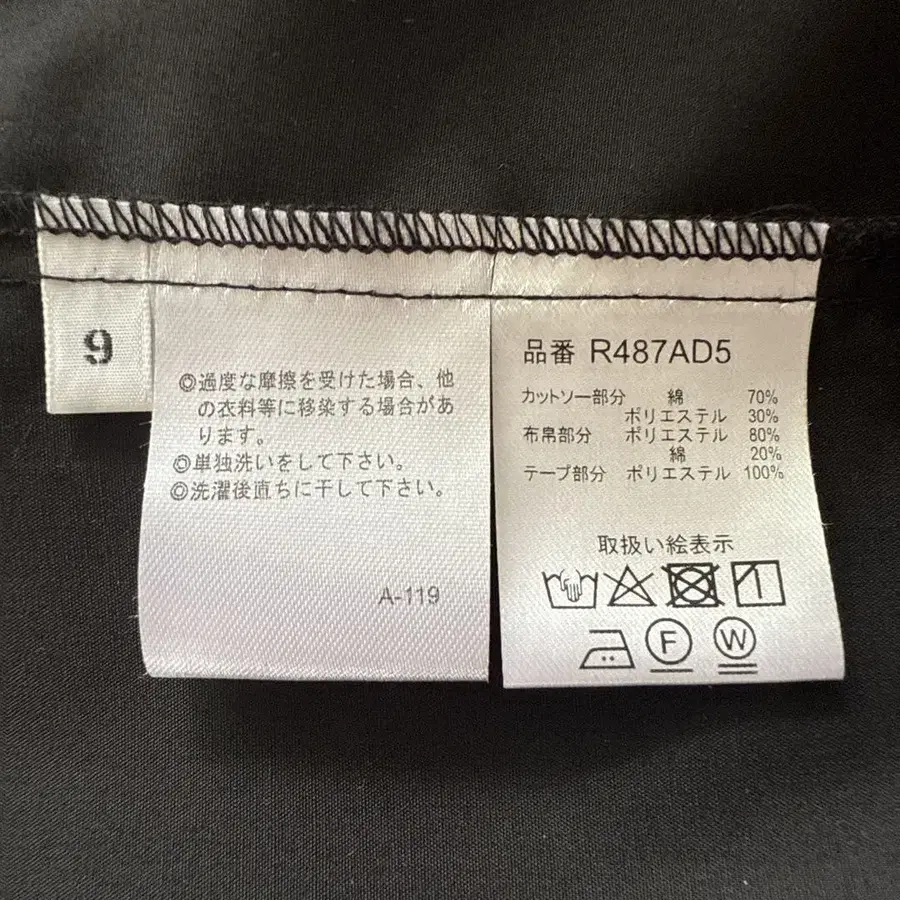 9
◎過度な摩擦を受けた場合、他
の衣料等に移染する場合があ
ります。
◎単独洗いをして下さい。
◎洗濯後直ちに干して下さい。
A-119
品番 R487AD5
カットソー部分 綿 70%
ポリエステル 30%
布帛部分 ポリエステル 80%
綿 20%
テープ部分 ポリエステル 100%
取扱い絵表示
F W